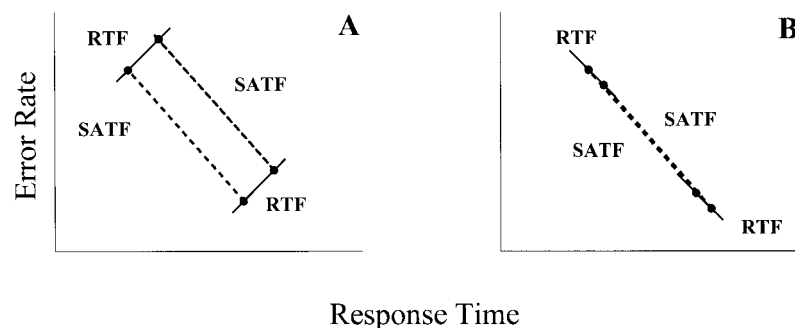 A
RTF
SATF
SATF
RTF
Error Rate
B
RTF
SATF
SATF
RTF
Response Time